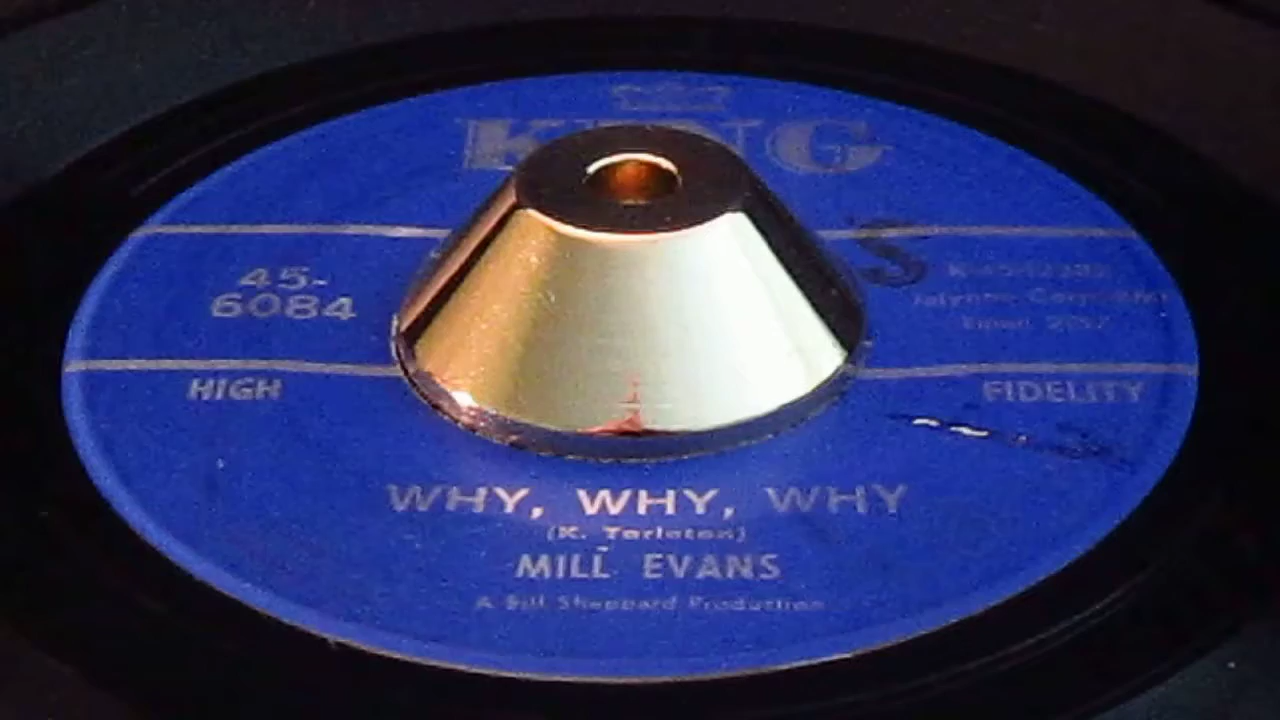 KING
45-
6084
S
HIGH
FIDELITY
WHY, WHY, WHY
(K. Tarleton)
MILL EVANS
A Bill Sheppard Production